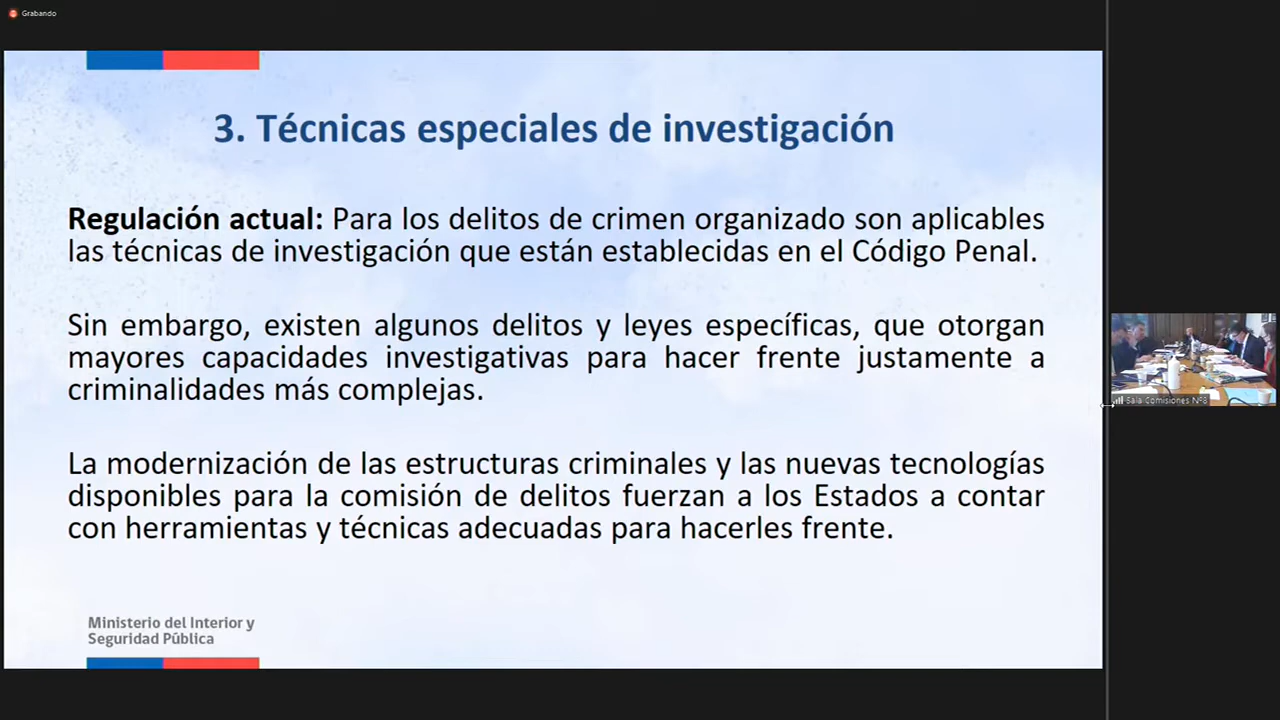 Grabando
3. Técnicas especiales de investigación
Regulación actual: Para los delitos de crimen organizado son aplicables
las técnicas de investigación que están establecidas en el Código Penal.
Sin embargo, existen algunos delitos y leyes específicas, que otorgan
mayores capacidades investigativas para hacer frente justamente a
criminalidades más complejas.
La modernización de las estructuras criminales y las nuevas tecnologías
disponibles para la comisión de delitos fuerzan a los Estados a contar
con herramientas y técnicas adecuadas para hacerles frente.
Ministerio del Interior y
Seguridad Pública
Sala Comisiones Nº8